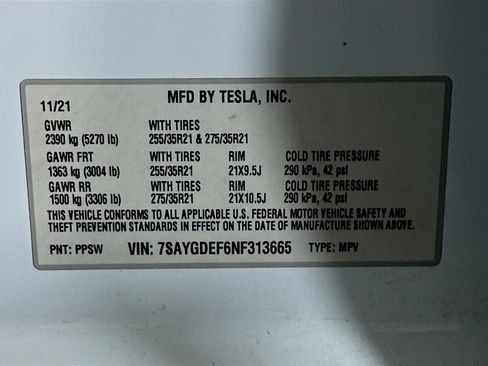 MFD BY TESLA, INC.
11/21
GVWR WITH TIRES
2390 kg (5270 lb) 255/35R21 & 275/35R21
GAWR FRT WITH TIRES RIM COLD TIRE PRESSURE
1363 kg (3004 lb) 255/35R21 21X9.5J 290 kPa, 42 psi
GAWR RR WITH TIRES RIM COLD TIRE PRESSURE
1500 kg (3306 lb) 275/35R21 21X10.5J 290 kPa, 42 psi
THIS VEHICLE CONFORMS TO ALL APPLICABLE U.S. FEDERAL MOTOR VEHICLE SAFETY AND
THEFT PREVENTION STANDARDS IN EFFECT ON THE DATE OF MANUFACTURE SHOWN ABOVE.
PNT: PPSW VIN: 7SAYGDEF6NF313665 TYPE: MPV